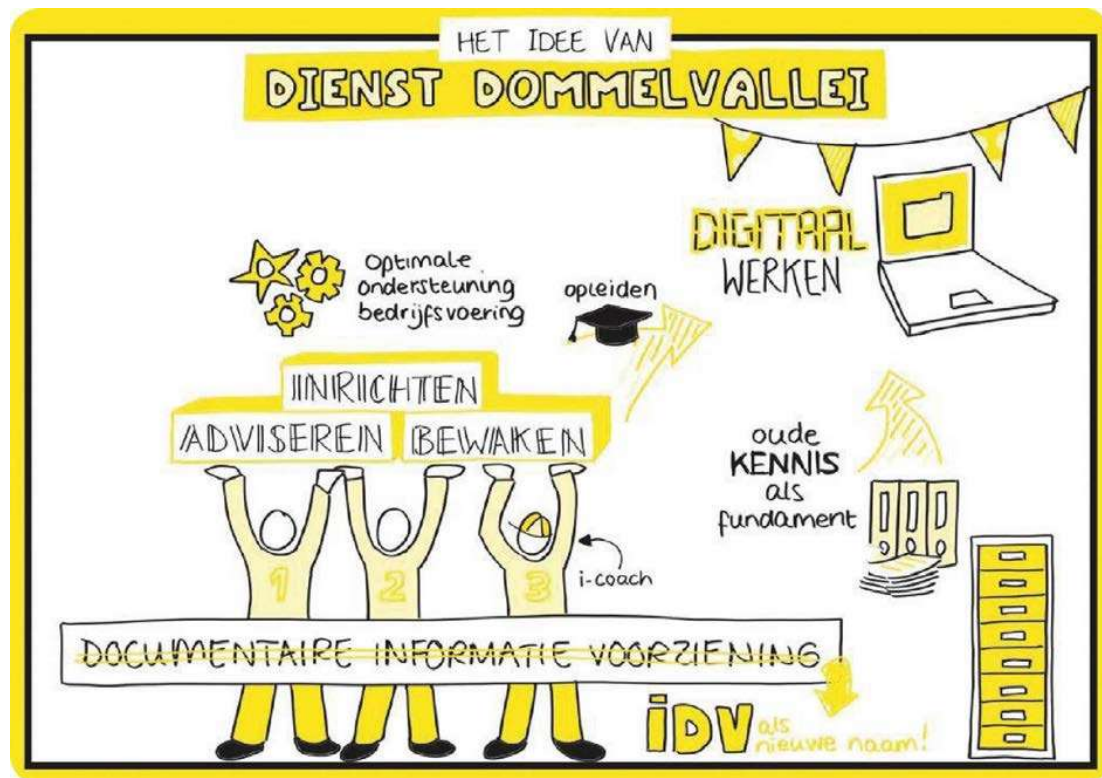 HET IDEE VAN
DIENST DOMMELVALLEI
DIGITAAL
WERKEN
Optimale
ondersteuning
bedrijfsvoering
opleiden
INRICHTEN
ADVISEREN
BEWAKEN
oude
KENNIS
als
fundament
1
2
3
i-coach
DOCUMENTAIRE INFORMATIE VOORZIENING
iDV als
nieuwe naam!